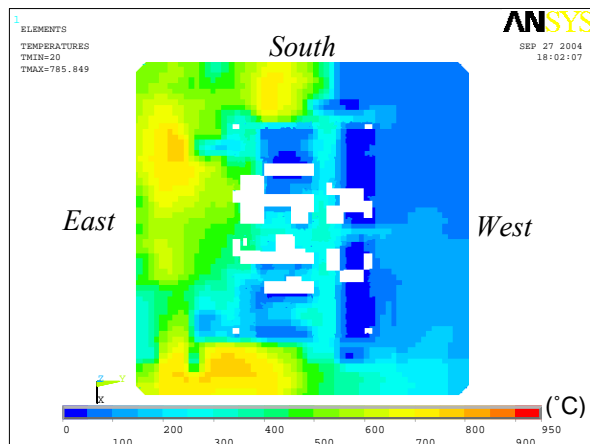 1
ELEMENTS
TEMPERATURES
TMIN=20
TMAX=785.849
ANSYS
SEP 27 2004
18:02:07
South
East
West
Z
Y
X
(°C)
0 200 400 600 800 950
100 300 500 700 900